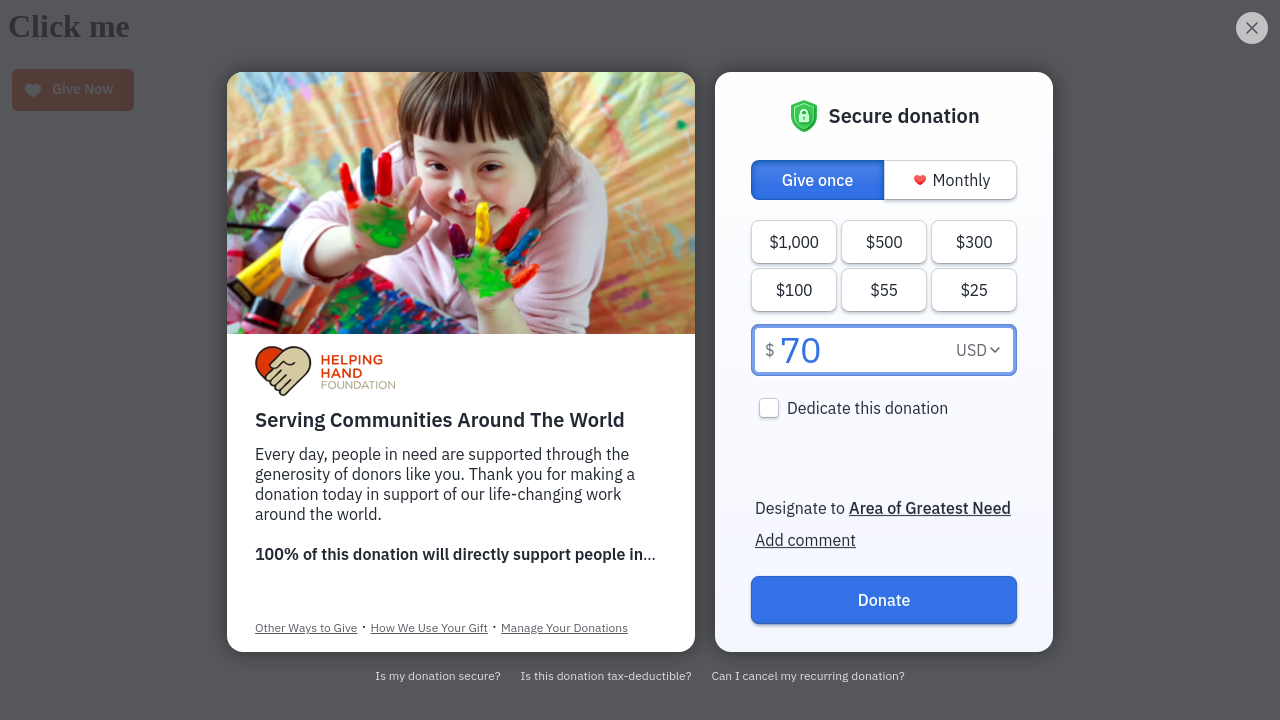 Click me
Give Now
HELPING
HAND
FOUNDATION
Serving Communities Around The World
Every day, people in need are supported through the
generosity of donors like you. Thank you for making a
donation today in support of our life-changing work
around the world.
100% of this donation will directly support people in...
Other Ways to Give • How We Use Your Gift • Manage Your Donations
Secure donation
Give once Monthly
$1,000 $500 $300
$100 $55 $25
$ 70 USD
Dedicate this donation
Designate to Area of Greatest Need
Add comment
Donate
Is my donation secure? Is this donation tax-deductible? Can I cancel my recurring donation?